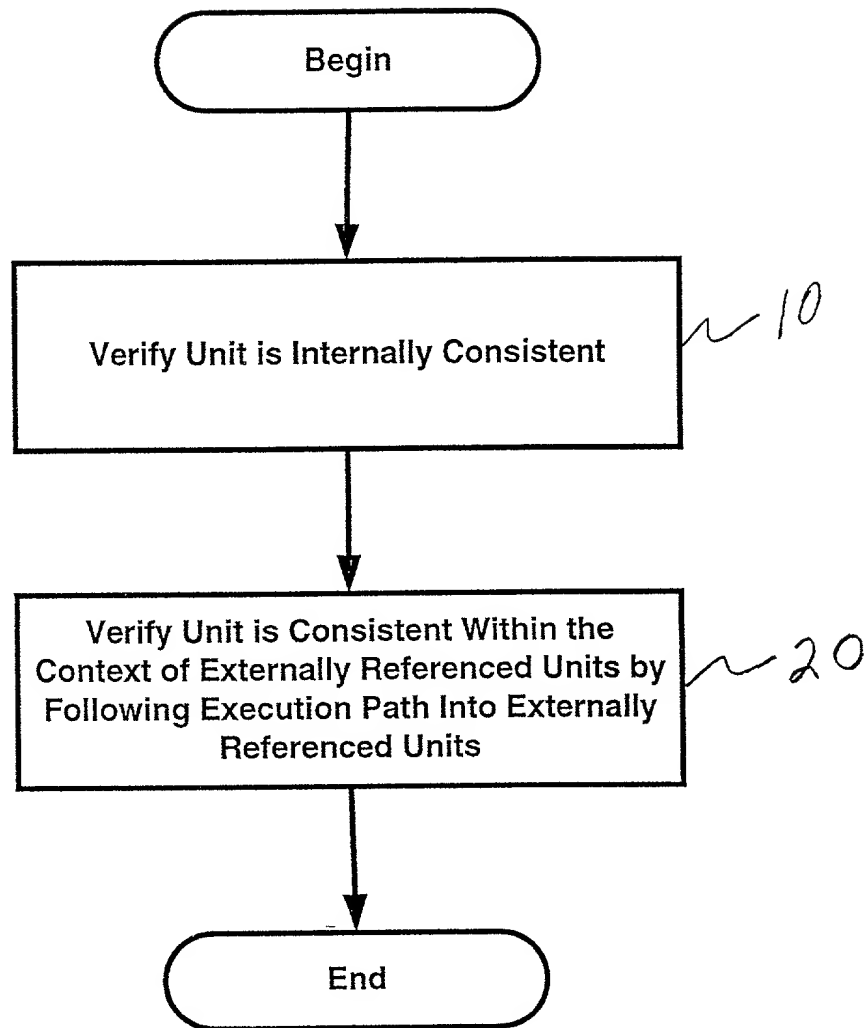 Begin
Verify Unit is Internally Consistent
10
Verify Unit is Consistent Within the
Context of Externally Referenced Units by
Following Execution Path Into Externally
Referenced Units
20
End